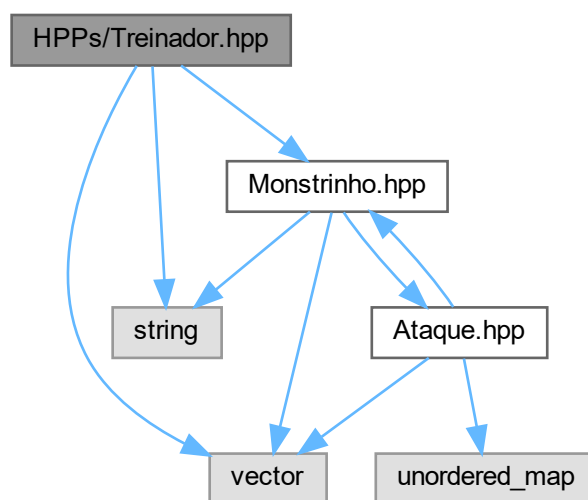 HPPs/Treinador.hpp
Monstrinho.hpp
string
Ataque.hpp
vector
unordered_map